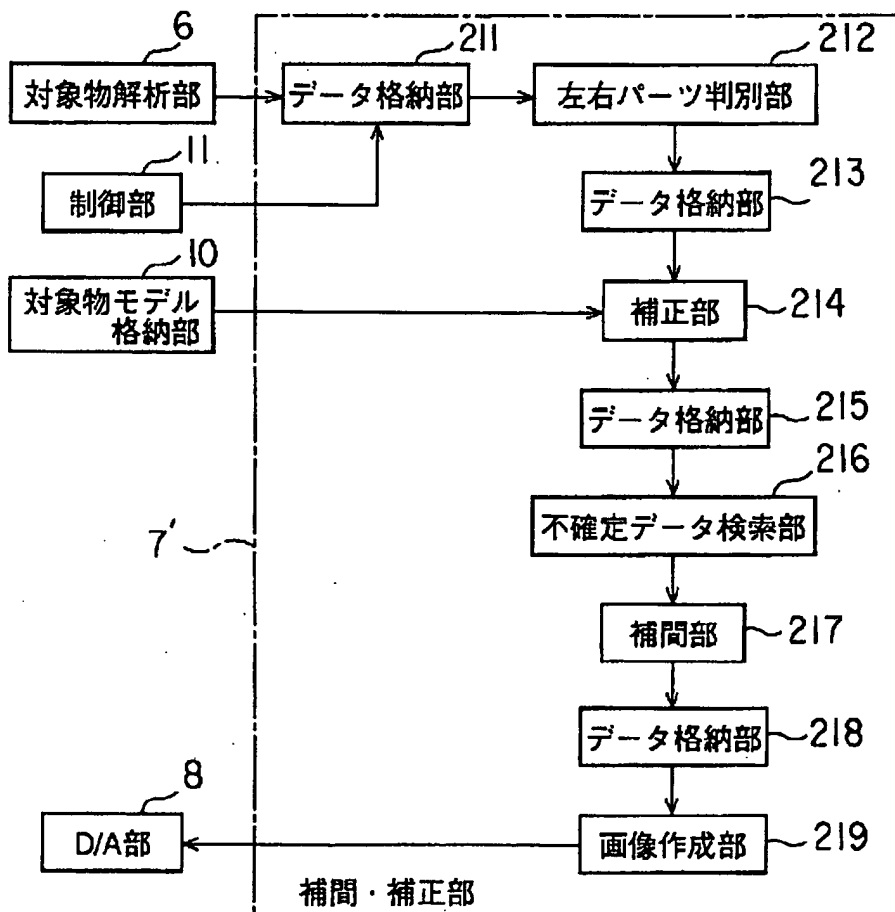 6
対象物解析部
211
データ格納部
212
左右パーツ判別部
11
制御部
213
データ格納部
10
対象物モデル
格納部
補正部
214
データ格納部
215
216
不確定データ検索部
7'
補間部
217
データ格納部
218
8
D/A部
画像作成部
219
補間・補正部